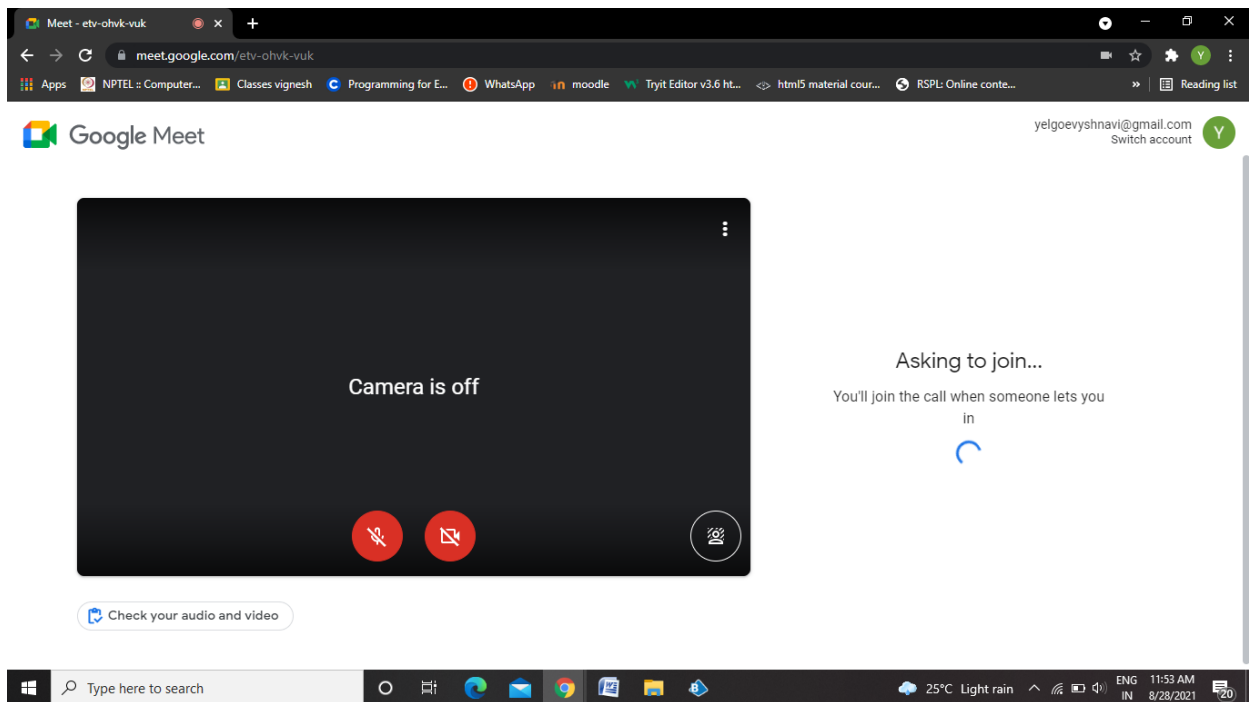 Meet - etv-ohvk-vuk
meet.google.com/etv-ohvk-vuk
Y
Apps NPTEL :: Computer... Classes vignesh Programming for E... WhatsApp moodle Tryit Editor v3.6 ht... html5 material cour... RSPL: Online conte... » Reading list
Google Meet
yelgoevyshnavi@gmail.com
Switch account
Y
Camera is off
Asking to join...
You'll join the call when someone lets you
in
Check your audio and video
Type here to search
25°C Light rain
ENG
IN
11:53 AM
8/28/2021
20